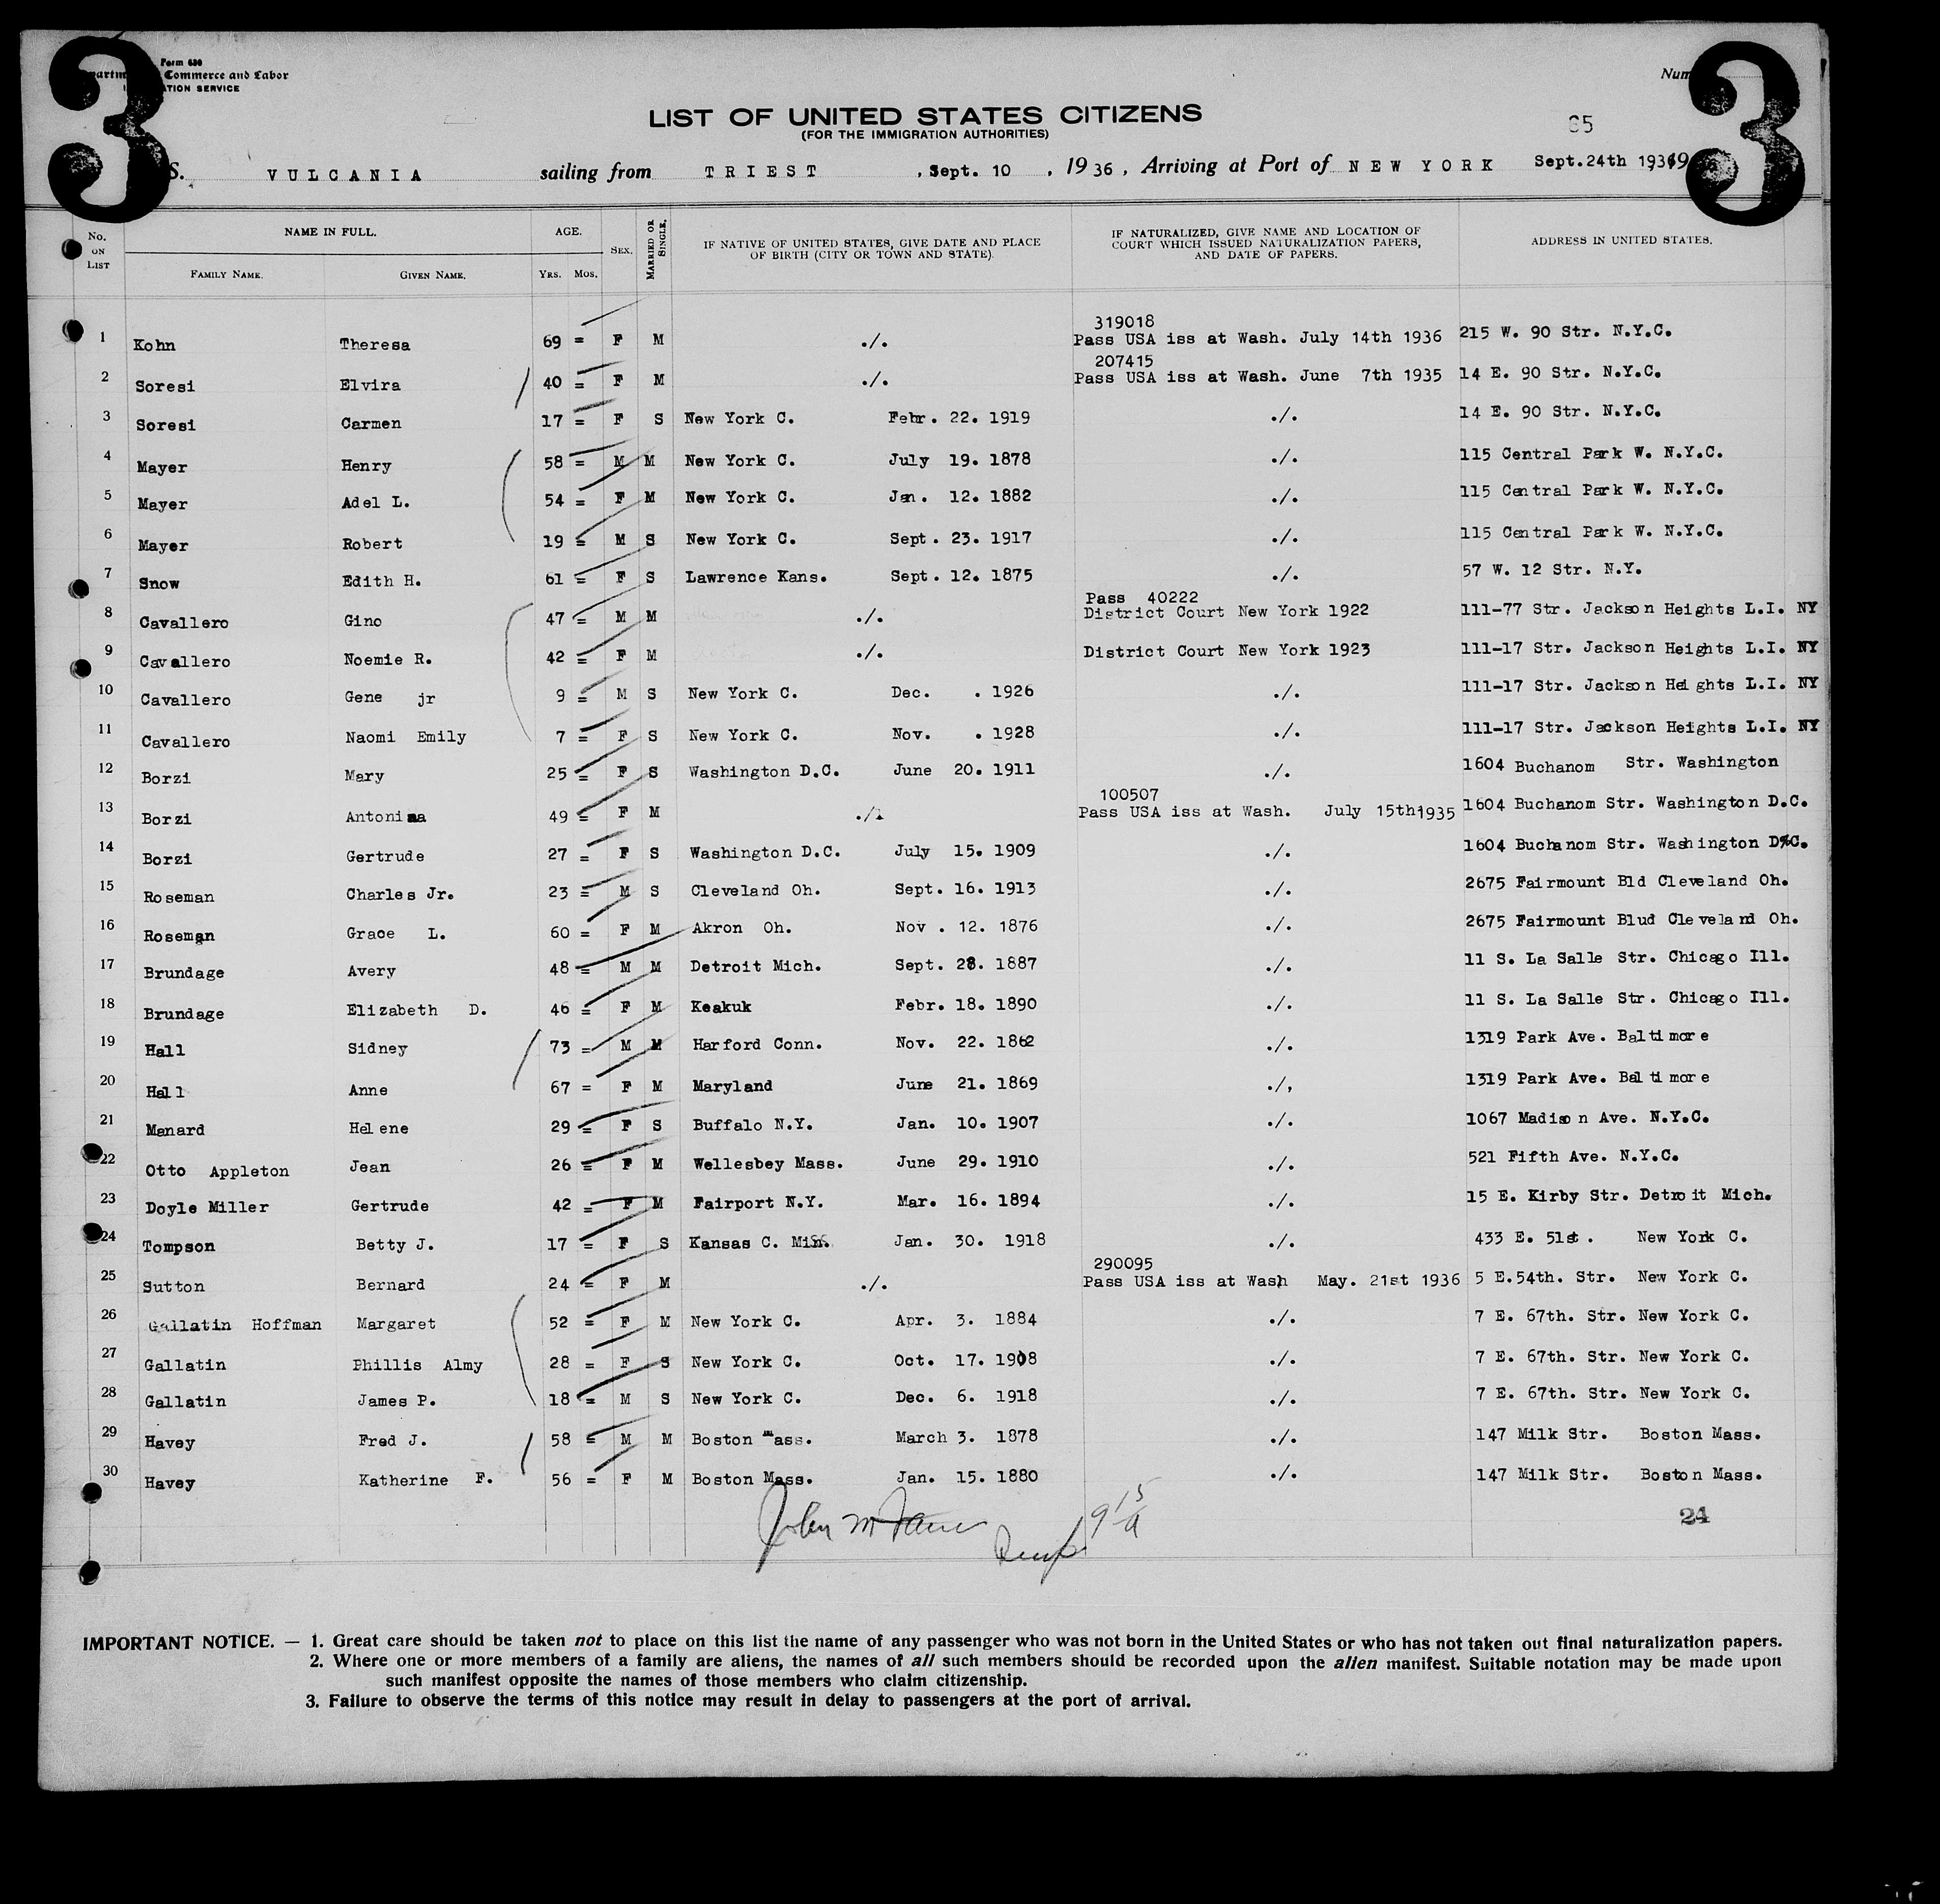 3
3
Form 630
Commerce and Labor
ATION SERVICE
Num
LIST OF UNITED STATES CITIZENS
(FOR THE IMMIGRATION AUTHORITIES)
S. VULCANIA sailing from TRIEST , Sept. 10 , 1936 , Arriving at Port of NEW YORK Sept.24th 1936
No. ON LIST
NAME IN FULL.
FAMILY NAME. GIVEN NAME.
AGE.
YRS. MOS.
SEX.
MARRIED OR SINGLE.
IF NATIVE OF UNITED STATES, GIVE DATE AND PLACE
OF BIRTH (CITY OR TOWN AND STATE)
IF NATURALIZED, GIVE NAME AND LOCATION OF
COURT WHICH ISSUED NATURALIZATION PAPERS,
AND DATE OF PAPERS.
ADDRESS IN UNITED STATES.
319018
1 Kohn Theresa 69 = F M ./. Pass USA iss at Wash. July 14th 1936 215 W. 90 Str. N.Y.C.
207415
2 Soresi Elvira 40 = F M ./. Pass USA iss at Wash. June 7th 1935 14 E. 90 Str. N.Y.C.
3 Soresi Carmen 17 = F S New York C. Febr. 22. 1919 ./. 14 E. 90 Str. N.Y.C.
4 Mayer Henry 58 = M M New York C. July 19. 1878 ./. 115 Central Park W. N.Y.C.
5 Mayer Adel L. 54 = F M New York C. Jan. 12. 1882 ./. 115 Central Park W. N.Y.C.
6 Mayer Robert 19 = M S New York C. Sept. 23. 1917 ./. 115 Central Park W. N.Y.C.
7 Snow Edith H. 61 = F S Lawrence Kans. Sept. 12. 1875 ./. 57 W. 12 Str. N.Y.
Pass 40222
8 Cavallero Gino 47 = M M ./. District Court New York 1922 111-77 Str. Jackson Heights L.I. NY
9 Cavallero Noemie R. 42 = F M ./. District Court New York 1923 111-17 Str. Jackson Heights L.I. NY
10 Cavallero Gene jr 9 = M S New York C. Dec. . 1926 ./. 111-17 Str. Jackson Heights L.I. NY
11 Cavallero Naomi Emily 7 = F S New York C. Nov. . 1928 ./. 111-17 Str. Jackson Heights L.I. NY
12 Borzi Mary 25 = F S Washington D.C. June 20. 1911 ./. 1604 Buchanom Str. Washington
100507
13 Borzi Antonina 49 = F M ./. Pass USA iss at Wash. July 15th1935 1604 Buchanom Str. Washington D.C.
14 Borzi Gertrude 27 = F S Washington D.C. July 15. 1909 ./. 1604 Buchanom Str. Washington D%C.
15 Roseman Charles Jr. 23 = M S Cleveland Oh. Sept. 16. 1913 ./. 2675 Fairmount Bld Cleveland Oh.
16 Roseman Grace L. 60 = F M Akron Oh. Nov . 12. 1876 ./. 2675 Fairmount Blud Cleveland Oh.
17 Brundage Avery 48 = M M Detroit Mich. Sept. 28. 1887 ./. 11 S. La Salle Str. Chicago Ill.
18 Brundage Elizabeth D. 46 = F M Keakuk Febr. 18. 1890 ./. 11 S. La Salle Str. Chicago Ill.
19 Hall Sidney 73 = M M Harford Conn. Nov. 22. 1862 ./. 1319 Park Ave. Baltimore
20 Hall Anne 67 = F M Maryland June 21. 1869 ./, 1319 Park Ave. Baltimore
21 Manard Helene 29 = F S Buffalo N.Y. Jan. 10. 1907 ./. 1067 Madison Ave. N.Y.C.
22 Otto Appleton Jean 26 = F M Wellesbey Mass. June 29. 1910 ./. 521 Fifth Ave. N.Y.C.
23 Doyle Miller Gertrude 42 = F M Fairport N.Y. Mar. 16. 1894 ./. 15 E. Kirby Str. Detroit Mich.
24 Tompson Betty J. 17 = F S Kansas C. Jan. 30. 1918 ./. 433 E. 51st. New York C.
290095
25 Sutton Bernard 24 = F M ./. Pass USA iss at Wash May. 21st 1936 5 E.54th. Str. New York C.
26 Gallatin Hoffman Margaret 52 = F M New York C. Apr. 3. 1884 ./. 7 E. 67th. Str. New York C.
27 Gallatin Phillis Almy 28 = F S New York C. Oct. 17. 1908 ./. 7 E. 67th. Str. New York C.
28 Gallatin James P. 18 = M S New York C. Dec. 6. 1918 ./. 7 E. 67th. Str. New York C.
29 Havey Fred J. 58 = M M Boston Mass. March 3. 1878 ./. 147 Milk Str. Boston Mass.
30 Havey Katherine F. 56 = F M Boston Mass. Jan. 15. 1880 ./. 147 Milk Str. Boston Mass.
John
24
IMPORTANT NOTICE. — 1. Great care should be taken not to place on this list the name of any passenger who was not born in the United States or who has not taken out final naturalization papers.
2. Where one or more members of a family are aliens, the names of all such members should be recorded upon the alien manifest. Suitable notation may be made upon
such manifest opposite the names of those members who claim citizenship.
3. Failure to observe the terms of this notice may result in delay to passengers at the port of arrival.